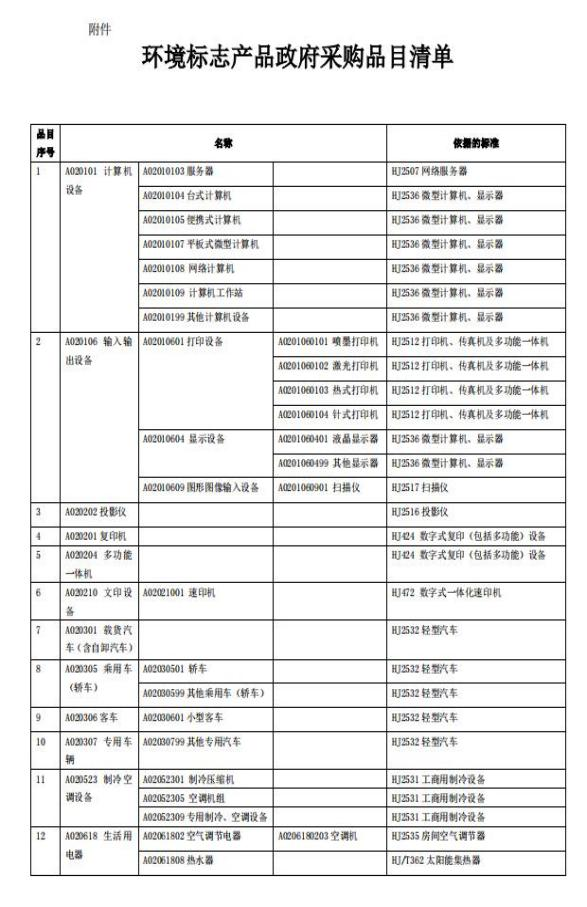 附件
环境标志产品政府采购品目清单
品目序号 名称 依据的标准
1 A020101 计算机设备 A02010103 服务器 HJ2507 网络服务器
A02010104 台式计算机 HJ2536 微型计算机、显示器
A02010105 便携式计算机 HJ2536 微型计算机、显示器
A02010107 平板式微型计算机 HJ2536 微型计算机、显示器
A02010108 网络计算机 HJ2536 微型计算机、显示器
A02010109 计算机工作站 HJ2536 微型计算机、显示器
A02010199 其他计算机设备 HJ2536 微型计算机、显示器
2 A020106 输入输出设备 A02010601 打印设备 A0201060101 喷墨打印机 HJ2512 打印机、传真机及多功能一体机
A0201060102 激光打印机 HJ2512 打印机、传真机及多功能一体机
A0201060103 热式打印机 HJ2512 打印机、传真机及多功能一体机
A0201060104 针式打印机 HJ2512 打印机、传真机及多功能一体机
A02010604 显示设备 A0201060401 液晶显示器 HJ2536 微型计算机、显示器
A0201060499 其他显示器 HJ2536 微型计算机、显示器
A02010609 图形图像输入设备 A0201060901 扫描仪 HJ2517 扫描仪
3 A020202 投影仪 HJ2516 投影仪
4 A020201 复印机 HJ424 数字式复印（包括多功能）设备
5 A020204 多功能一体机 HJ424 数字式复印（包括多功能）设备
6 A020210 文印设备 A02021001 速印机 HJ472 数字式一体化速印机
7 A020301 载货汽车（含自卸汽车） HJ2532 轻型汽车
8 A020305 乘用车（轿车） A02030501 轿车 HJ2532 轻型汽车
A02030599 其他乘用车（轿车） HJ2532 轻型汽车
9 A020306 客车 A02030601 小型客车 HJ2532 轻型汽车
10 A020307 专用车辆 A02030799 其他专用汽车 HJ2532 轻型汽车
11 A020523 制冷空调设备 A02052301 制冷压缩机 HJ2531 工商用制冷设备
A02052305 空调机组 HJ2531 工商用制冷设备
A02052309 专用制冷、空调设备 HJ2531 工商用制冷设备
12 A020618 生活用电器 A02061802 空气调节电器 A0206180203 空调机 HJ2535 房间空气调节器
A02061808 热水器 HJ/T362 太阳能集热器